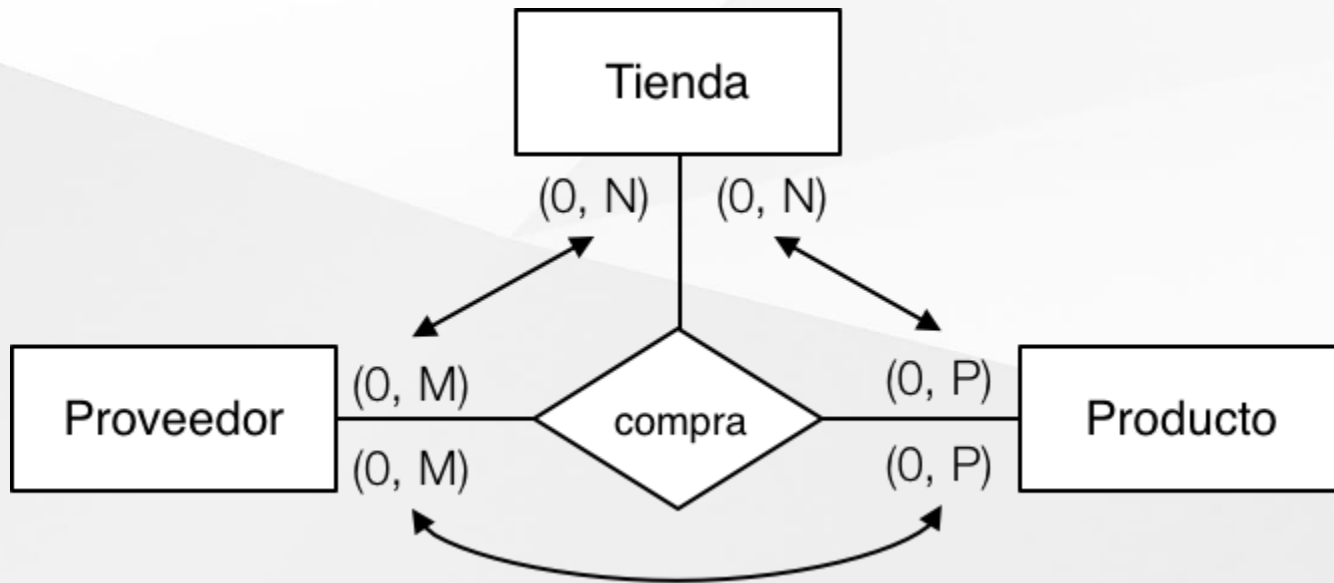 Tienda
(0, N) (0, N)
(0, M) (0, P)
Proveedor compra Producto
(0, M) (0, P)